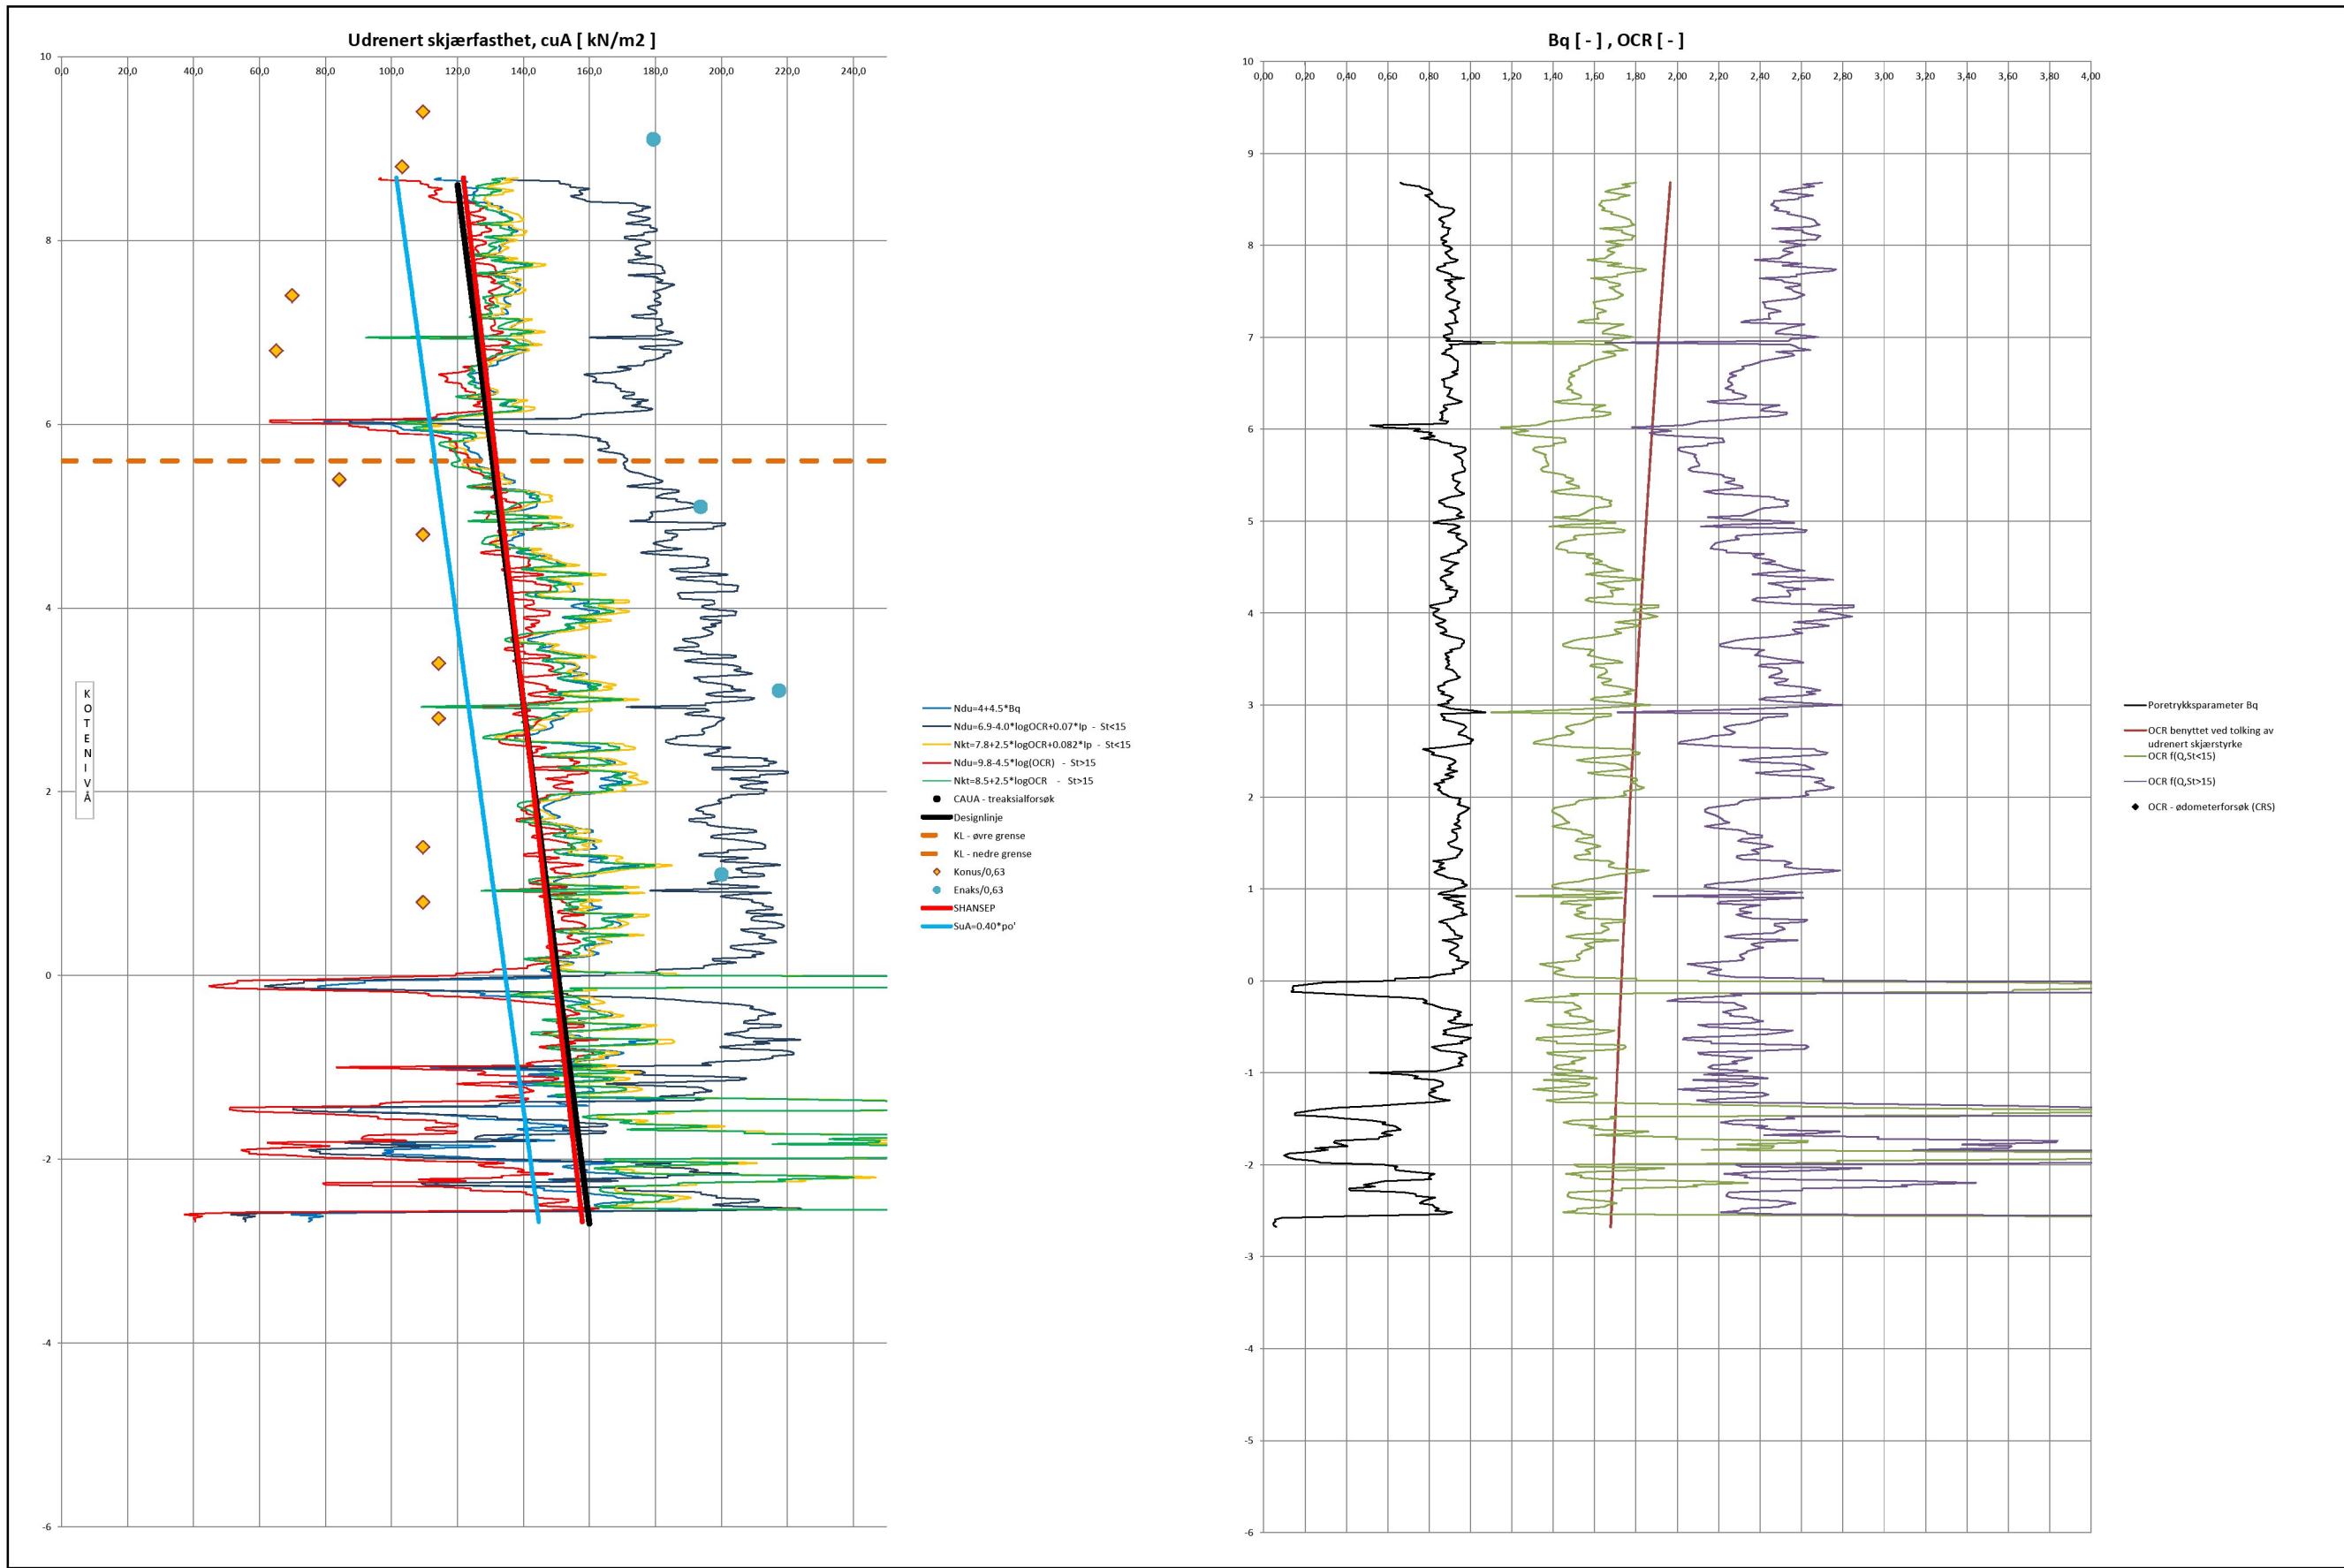 Udrenert skjærfasthet, cuA [ kN/m2 ]
10
0,0 20,0 40,0 60,0 80,0 100,0 120,0 140,0 160,0 180,0 200,0 220,0 240,0
8
6
4
2
0
-2
-4
-6
K
O
T
E
N
I
V
Å
Ndu=4+4.5*Bq
Ndu=6.9-4.0*logOCR+0.07*Ip - St<15
Nkt=7.8+2.5*logOCR+0.082*Ip - St<15
Ndu=9.8-4.5*log(OCR) - St>15
Nkt=8.5+2.5*logOCR - St>15
CAUA - treaksialforsøk
Designlinje
KL - øvre grense
KL - nedre grense
Konus/0,63
Enaks/0,63
SHANSEP
SuA=0.40*po'
Bq [ - ] , OCR [ - ]
10
0,00 0,20 0,40 0,60 0,80 1,00 1,20 1,40 1,60 1,80 2,00 2,20 2,40 2,60 2,80 3,00 3,20 3,40 3,60 3,80 4,00
9
8
7
6
5
4
3
2
1
0
-1
-2
-3
-4
-5
-6
Poretrykksparameter Bq
OCR benyttet ved tolking av
udrenert skjærstyrke
OCR f(Q,St<15)
OCR f(Q,St>15)
OCR - ødometerforsøk (CRS)